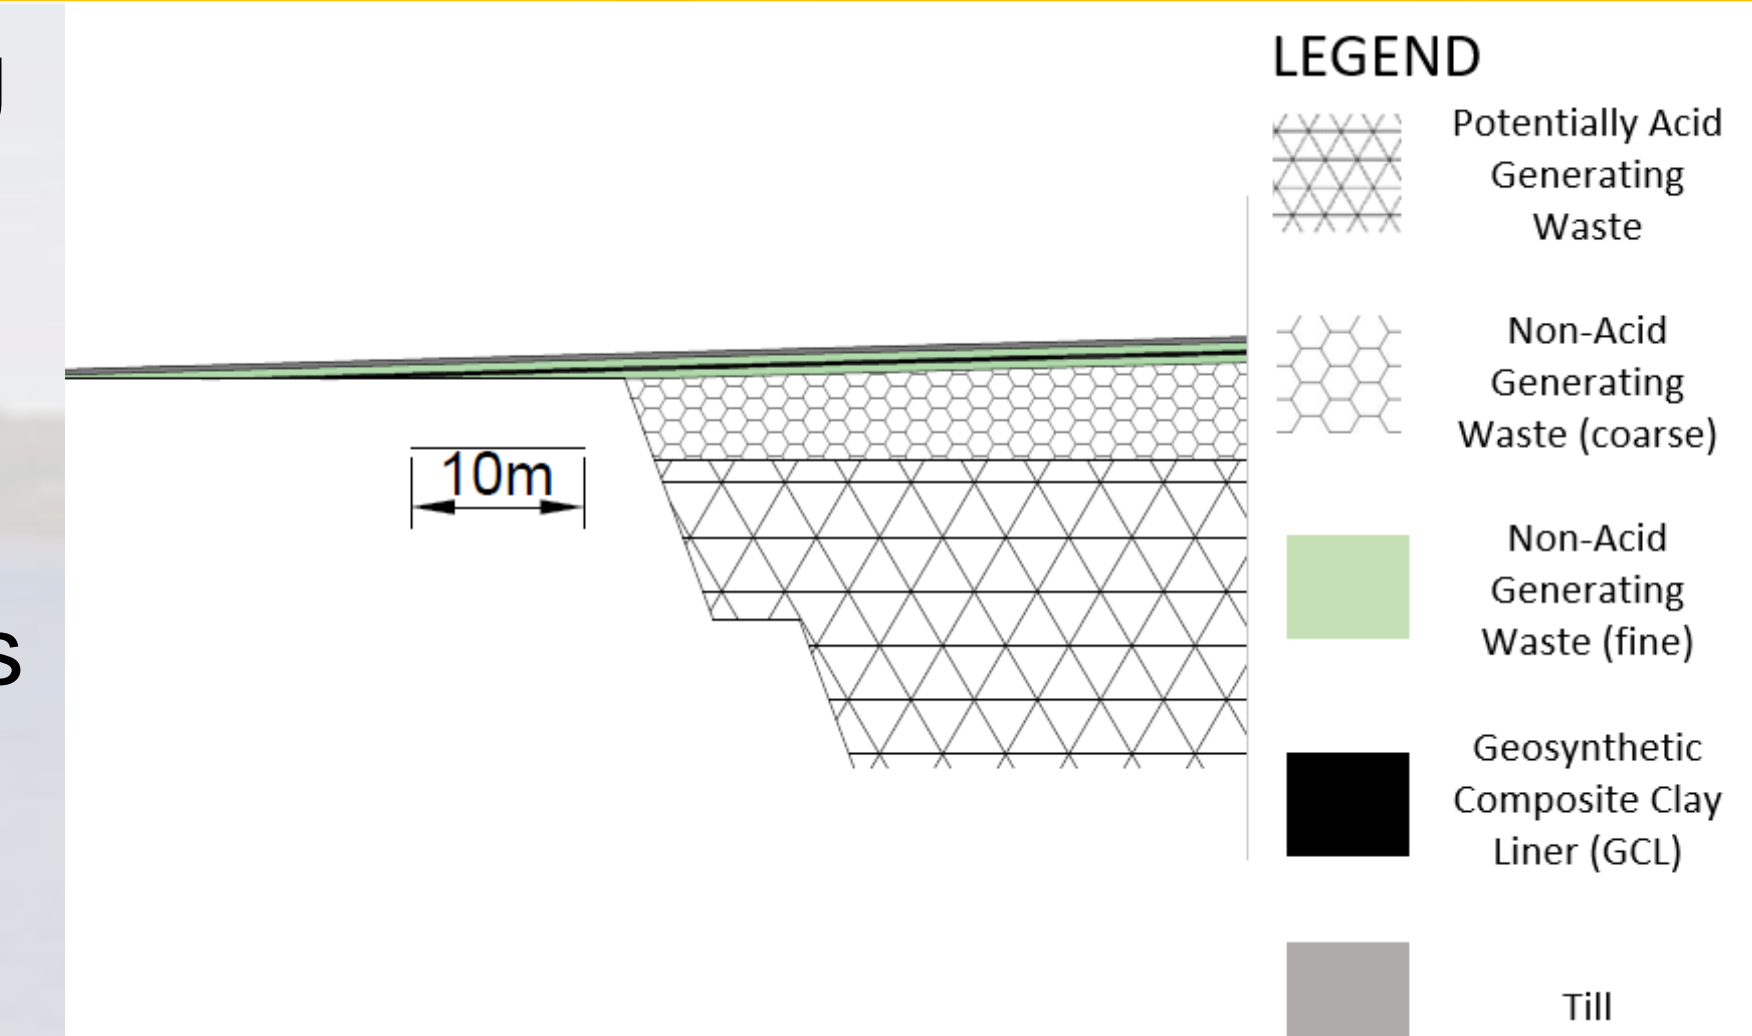 LEGEND
Potentially Acid
Generating
Waste
Non-Acid
Generating
Waste (coarse)
10m
Non-Acid
Generating
Waste (fine)
Geosynthetic
Composite Clay
Liner (GCL)
Till